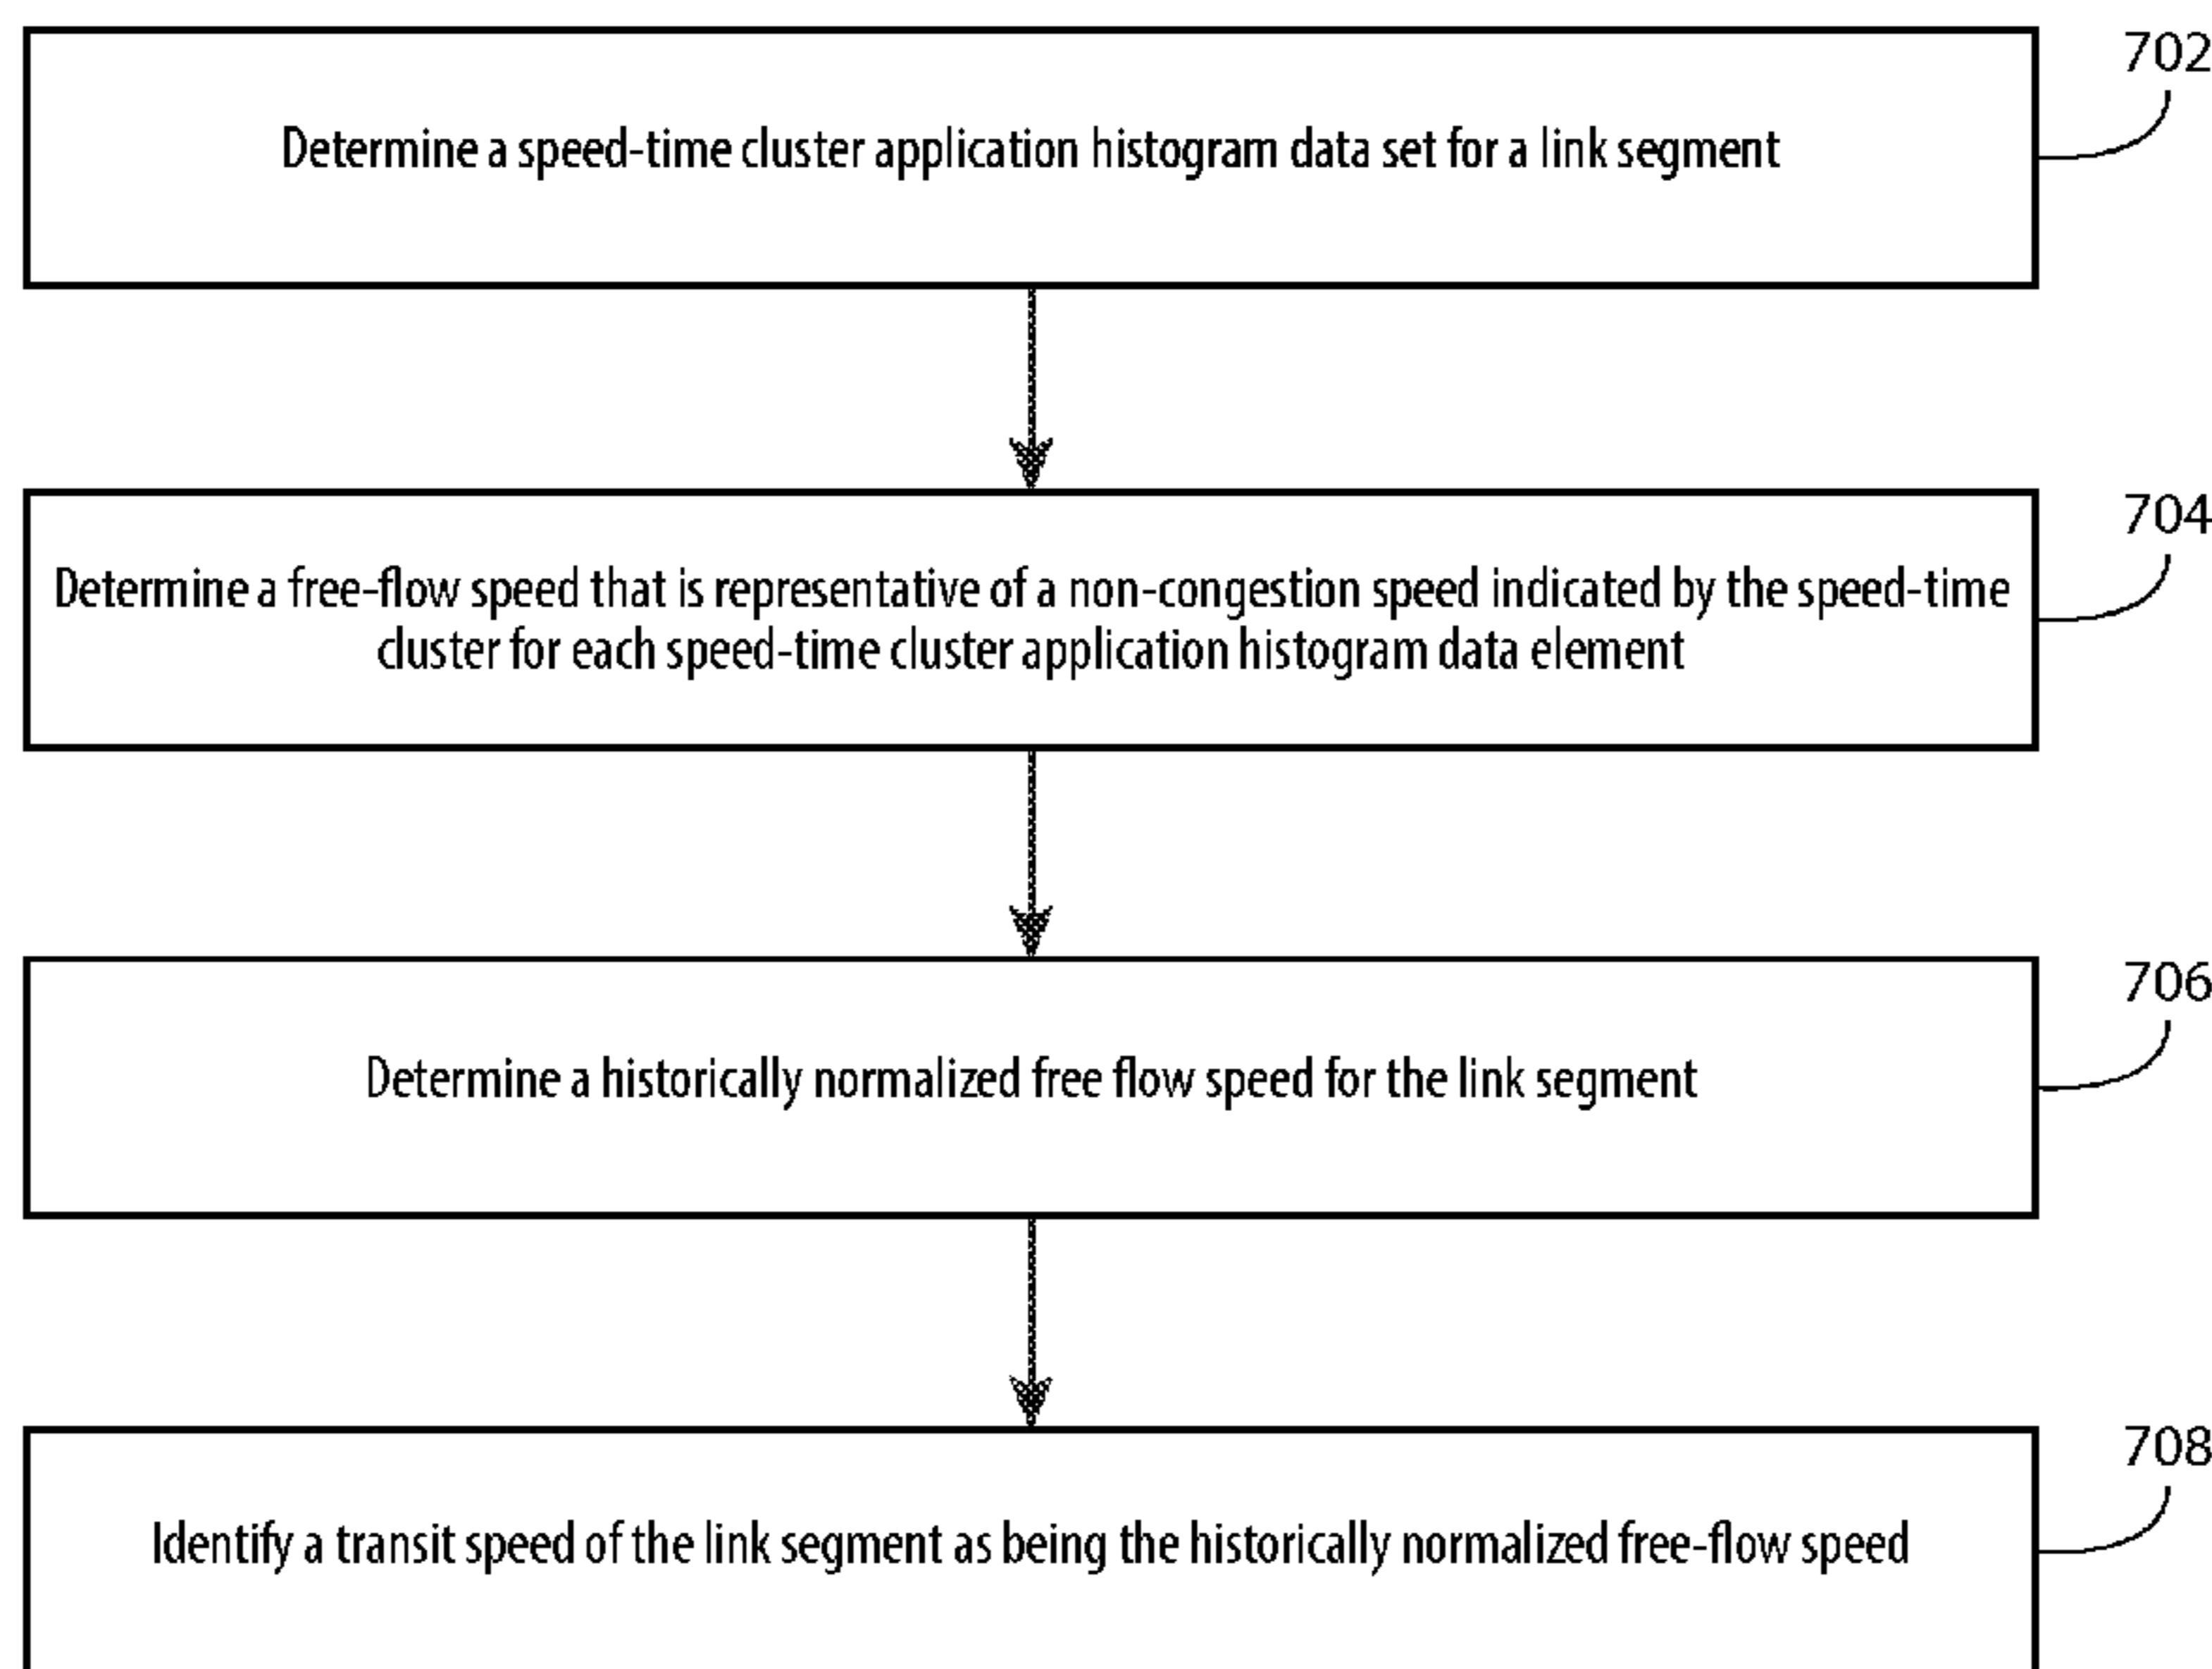 702
Determine a speed-time cluster application histogram data set for a link segment
704
Determine a free-flow speed that is representative of a non-congestion speed indicated by the speed-time
cluster for each speed-time cluster application histogram data element
706
Determine a historically normalized free flow speed for the link segment
708
Identify a transit speed of the link segment as being the historically normalized free-flow speed